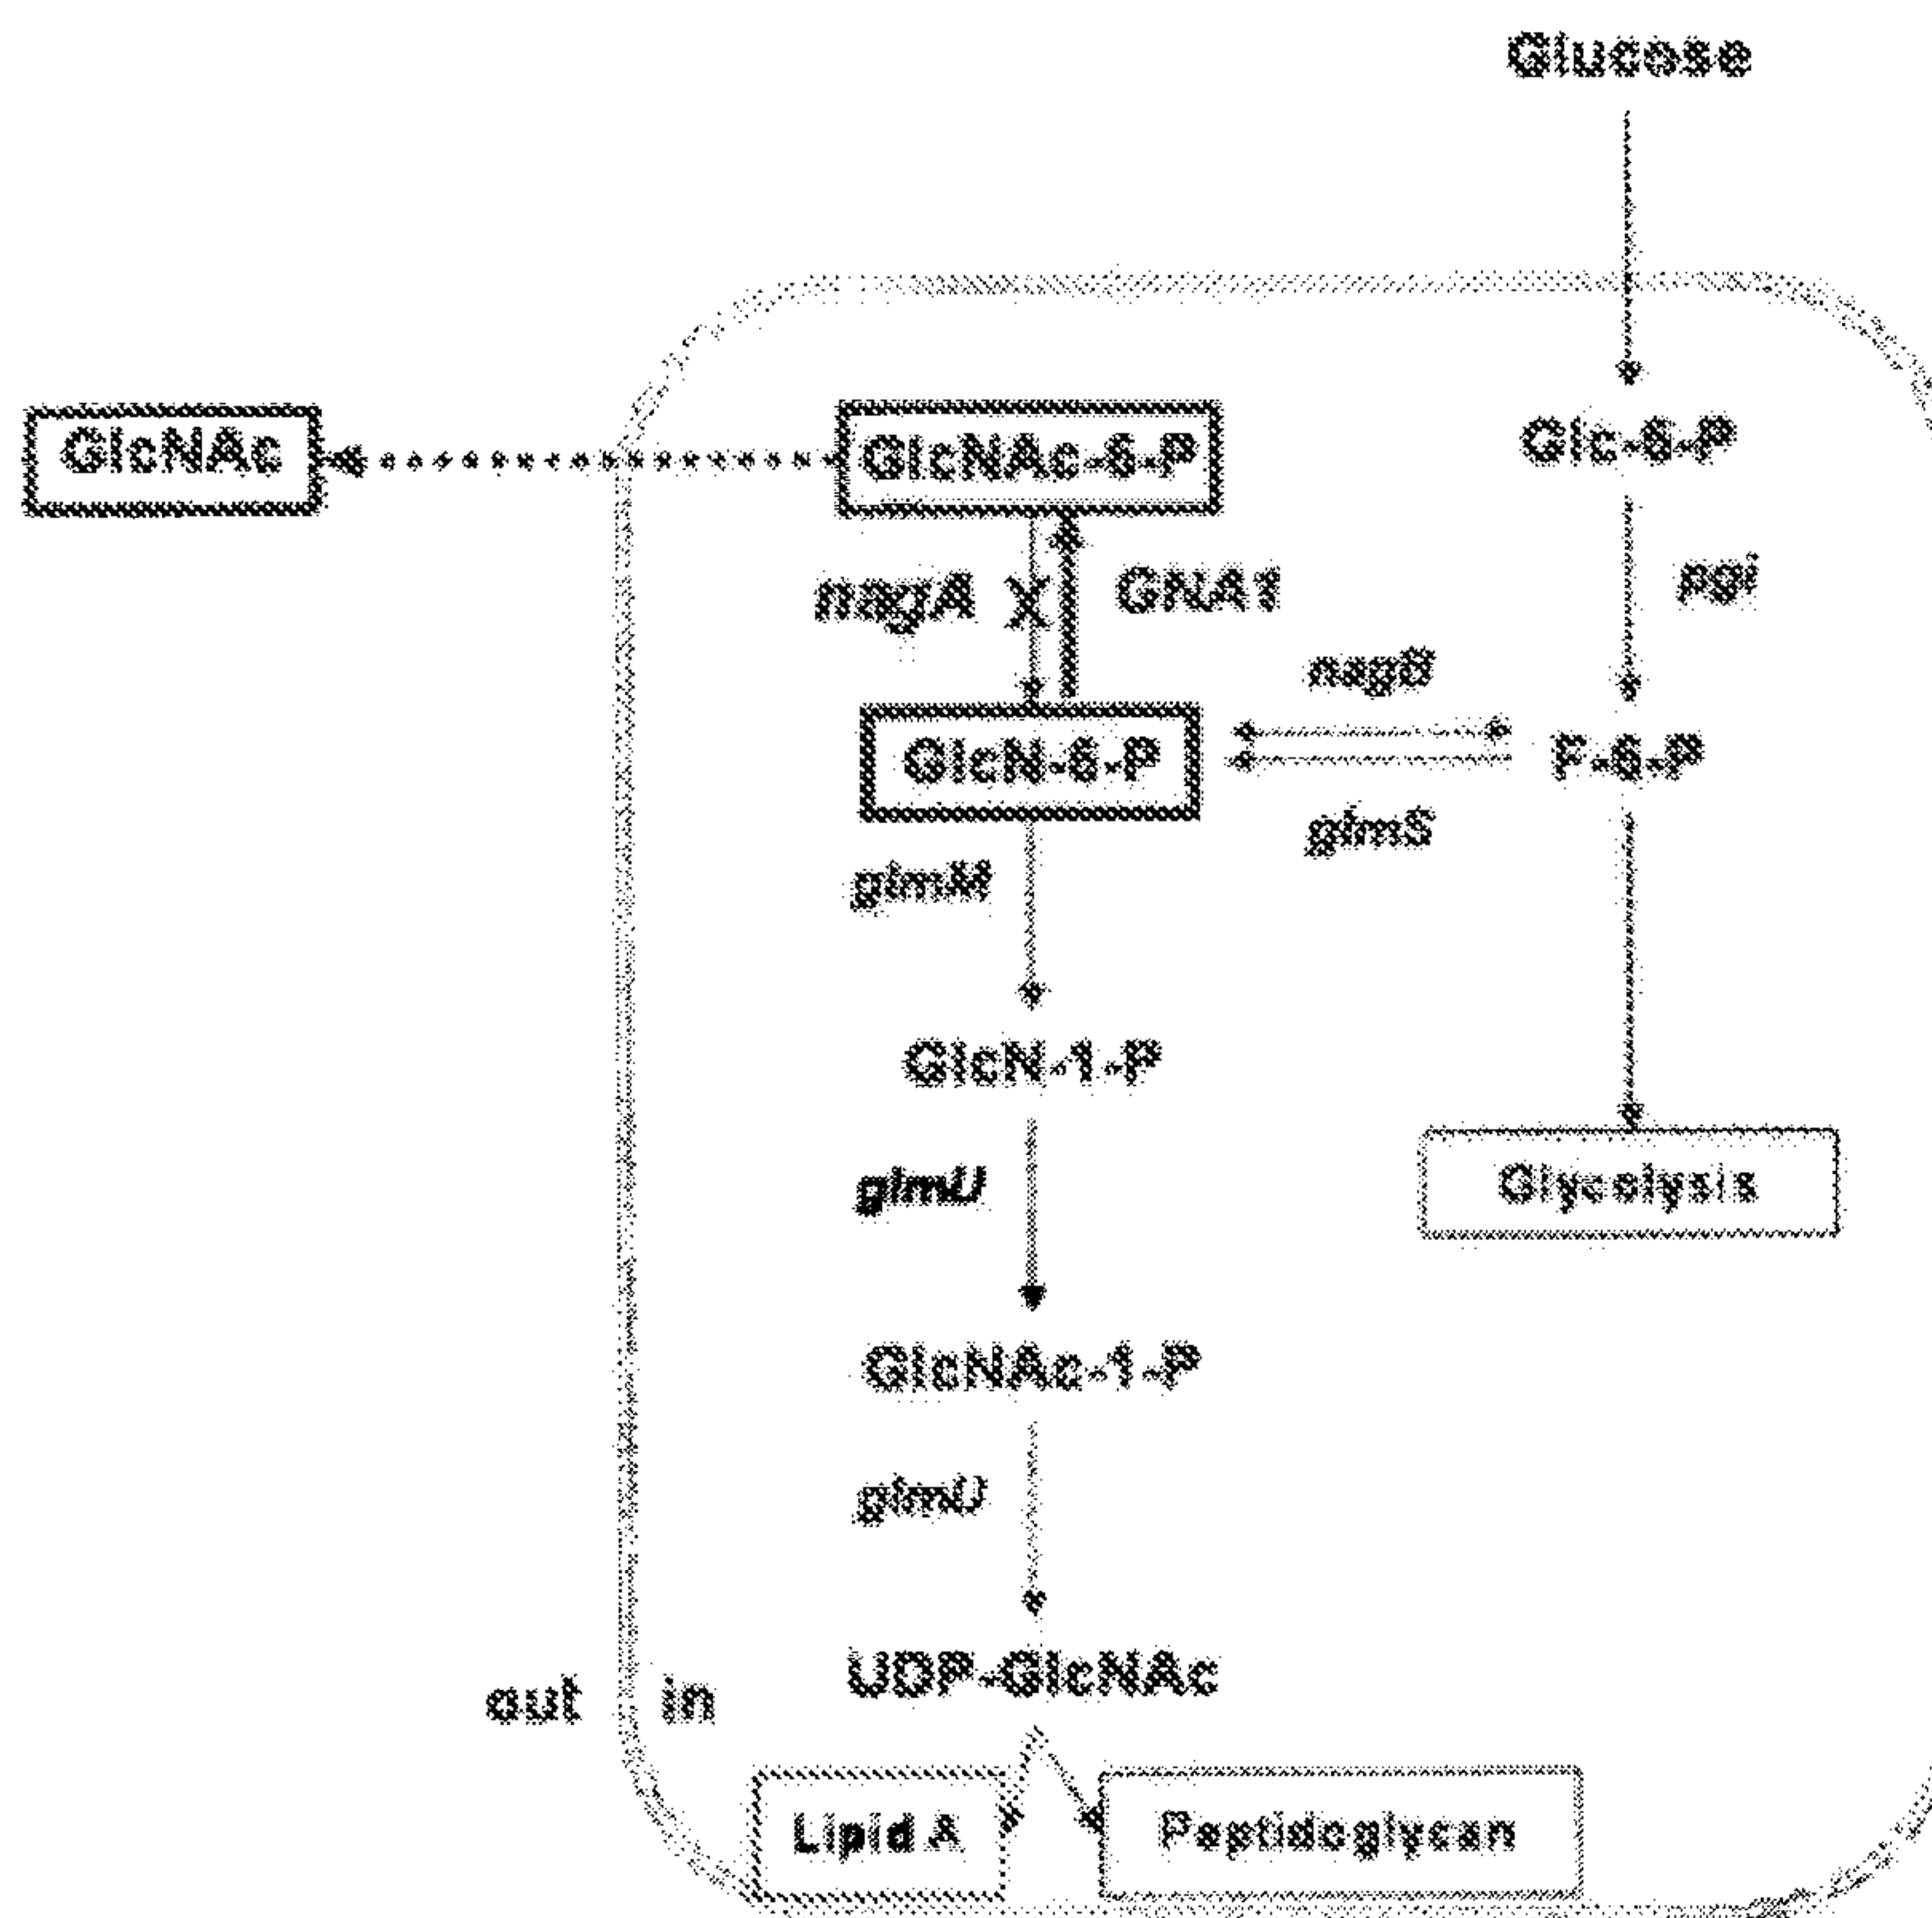 Glucose
GlcNAc
GlcNAc-6-P
Glc-6-P
nagA
X
GNA1
pgi
nagB
GlcN-6-P
F-6-P
glmS
glmM
GlcN-1-P
glmU
Glycolysis
GlcNAc-1-P
glmU
UDP-GlcNAc
out
in
Lipid A
Peptidoglycan